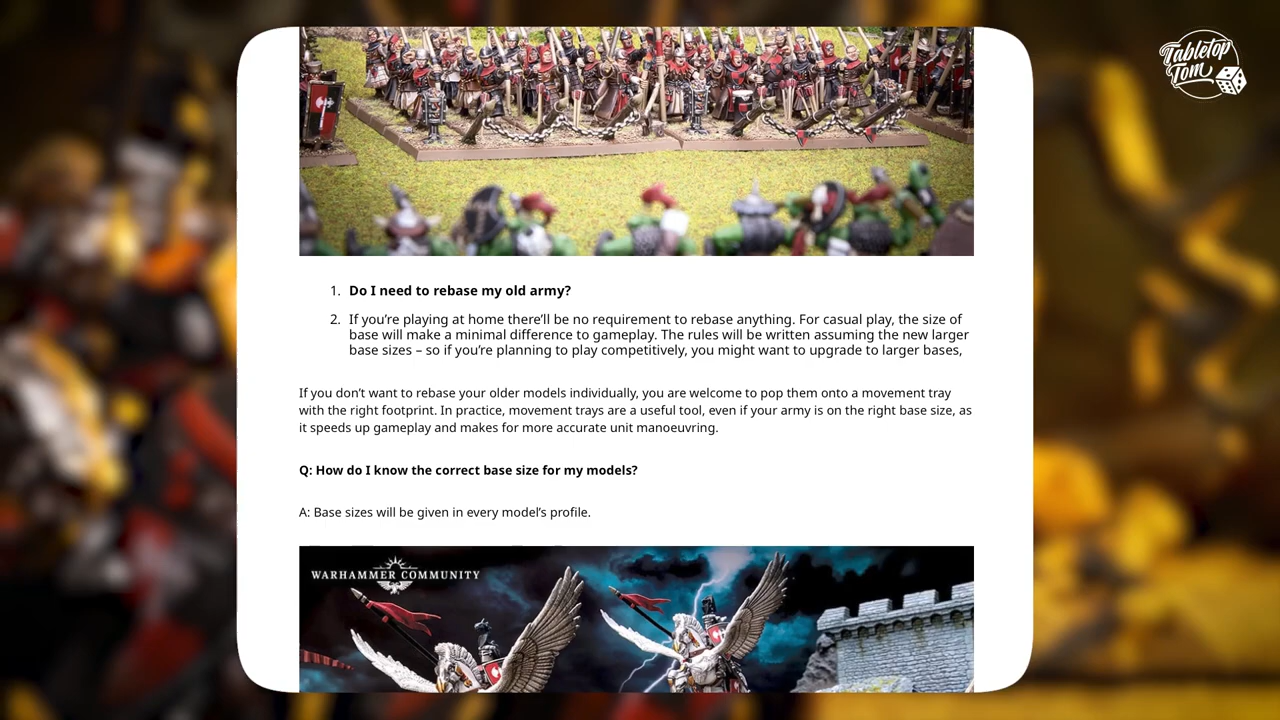 Tabletop
Tom
1. Do I need to rebase my old army?
2. If you’re playing at home there’ll be no requirement to rebase anything. For casual play, the size of
base will make a minimal difference to gameplay. The rules will be written assuming the new larger
base sizes – so if you’re planning to play competitively, you might want to upgrade to larger bases,
If you don’t want to rebase your older models individually, you are welcome to pop them onto a movement tray
with the right footprint. In practice, movement trays are a useful tool, even if your army is on the right base size, as
it speeds up gameplay and makes for more accurate unit manoeuvring.
Q: How do I know the correct base size for my models?
A: Base sizes will be given in every model’s profile.
WARHAMMER COMMUNITY